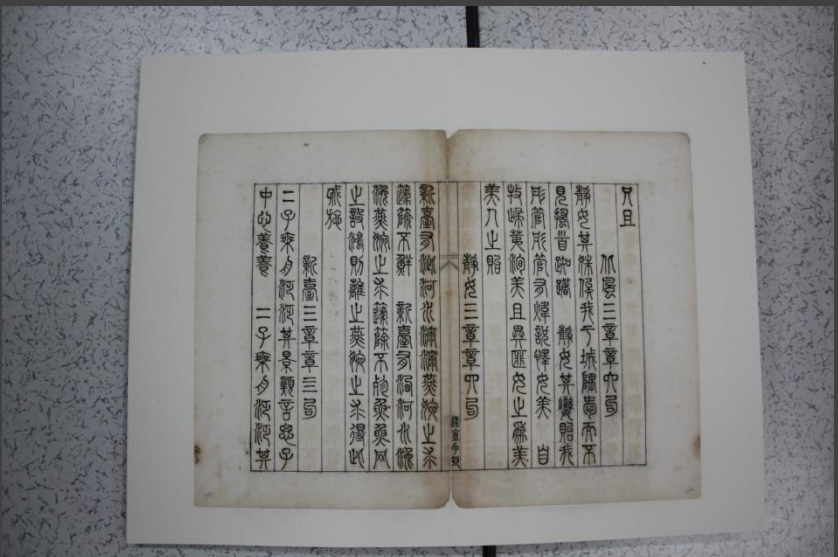 只且
北風三章章六句
靜女其姝俟我于城隅愛而不
見搔首踟躕　靜女其孌貽我
彤管彤管有煒說懌女美　自
牧歸荑洵美且異匪女之爲美
美人之貽
靜女三章章四句
新臺有泚河水瀰瀰燕婉之求
籧篨不鮮　新臺有洒河水浼
浼燕婉之求籧篨不殄魚網
之設鴻則離之燕婉之求得此
戚施
新臺三章章四句
二子乘舟汎汎其景願言思子
中心養養　二子乘舟汎汎其